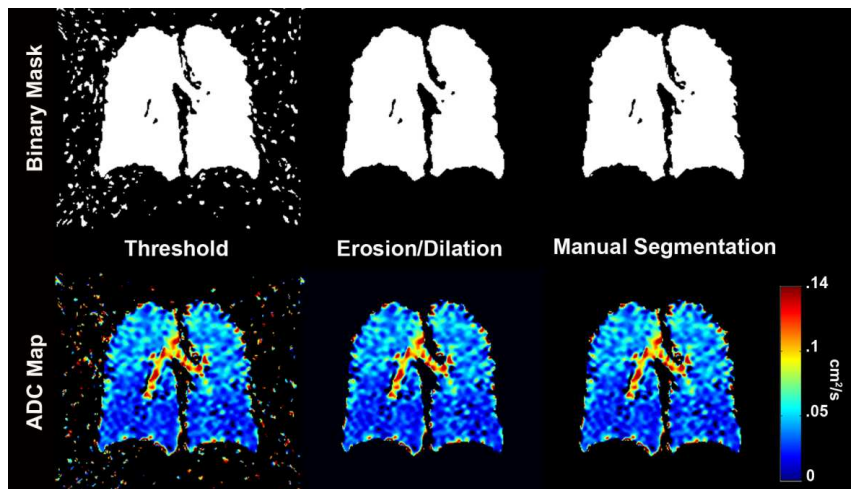 Binary Mask
Threshold
Erosion/Dilation
Manual Segmentation
ADC Map
.14
.1
.05
0
cm²/s